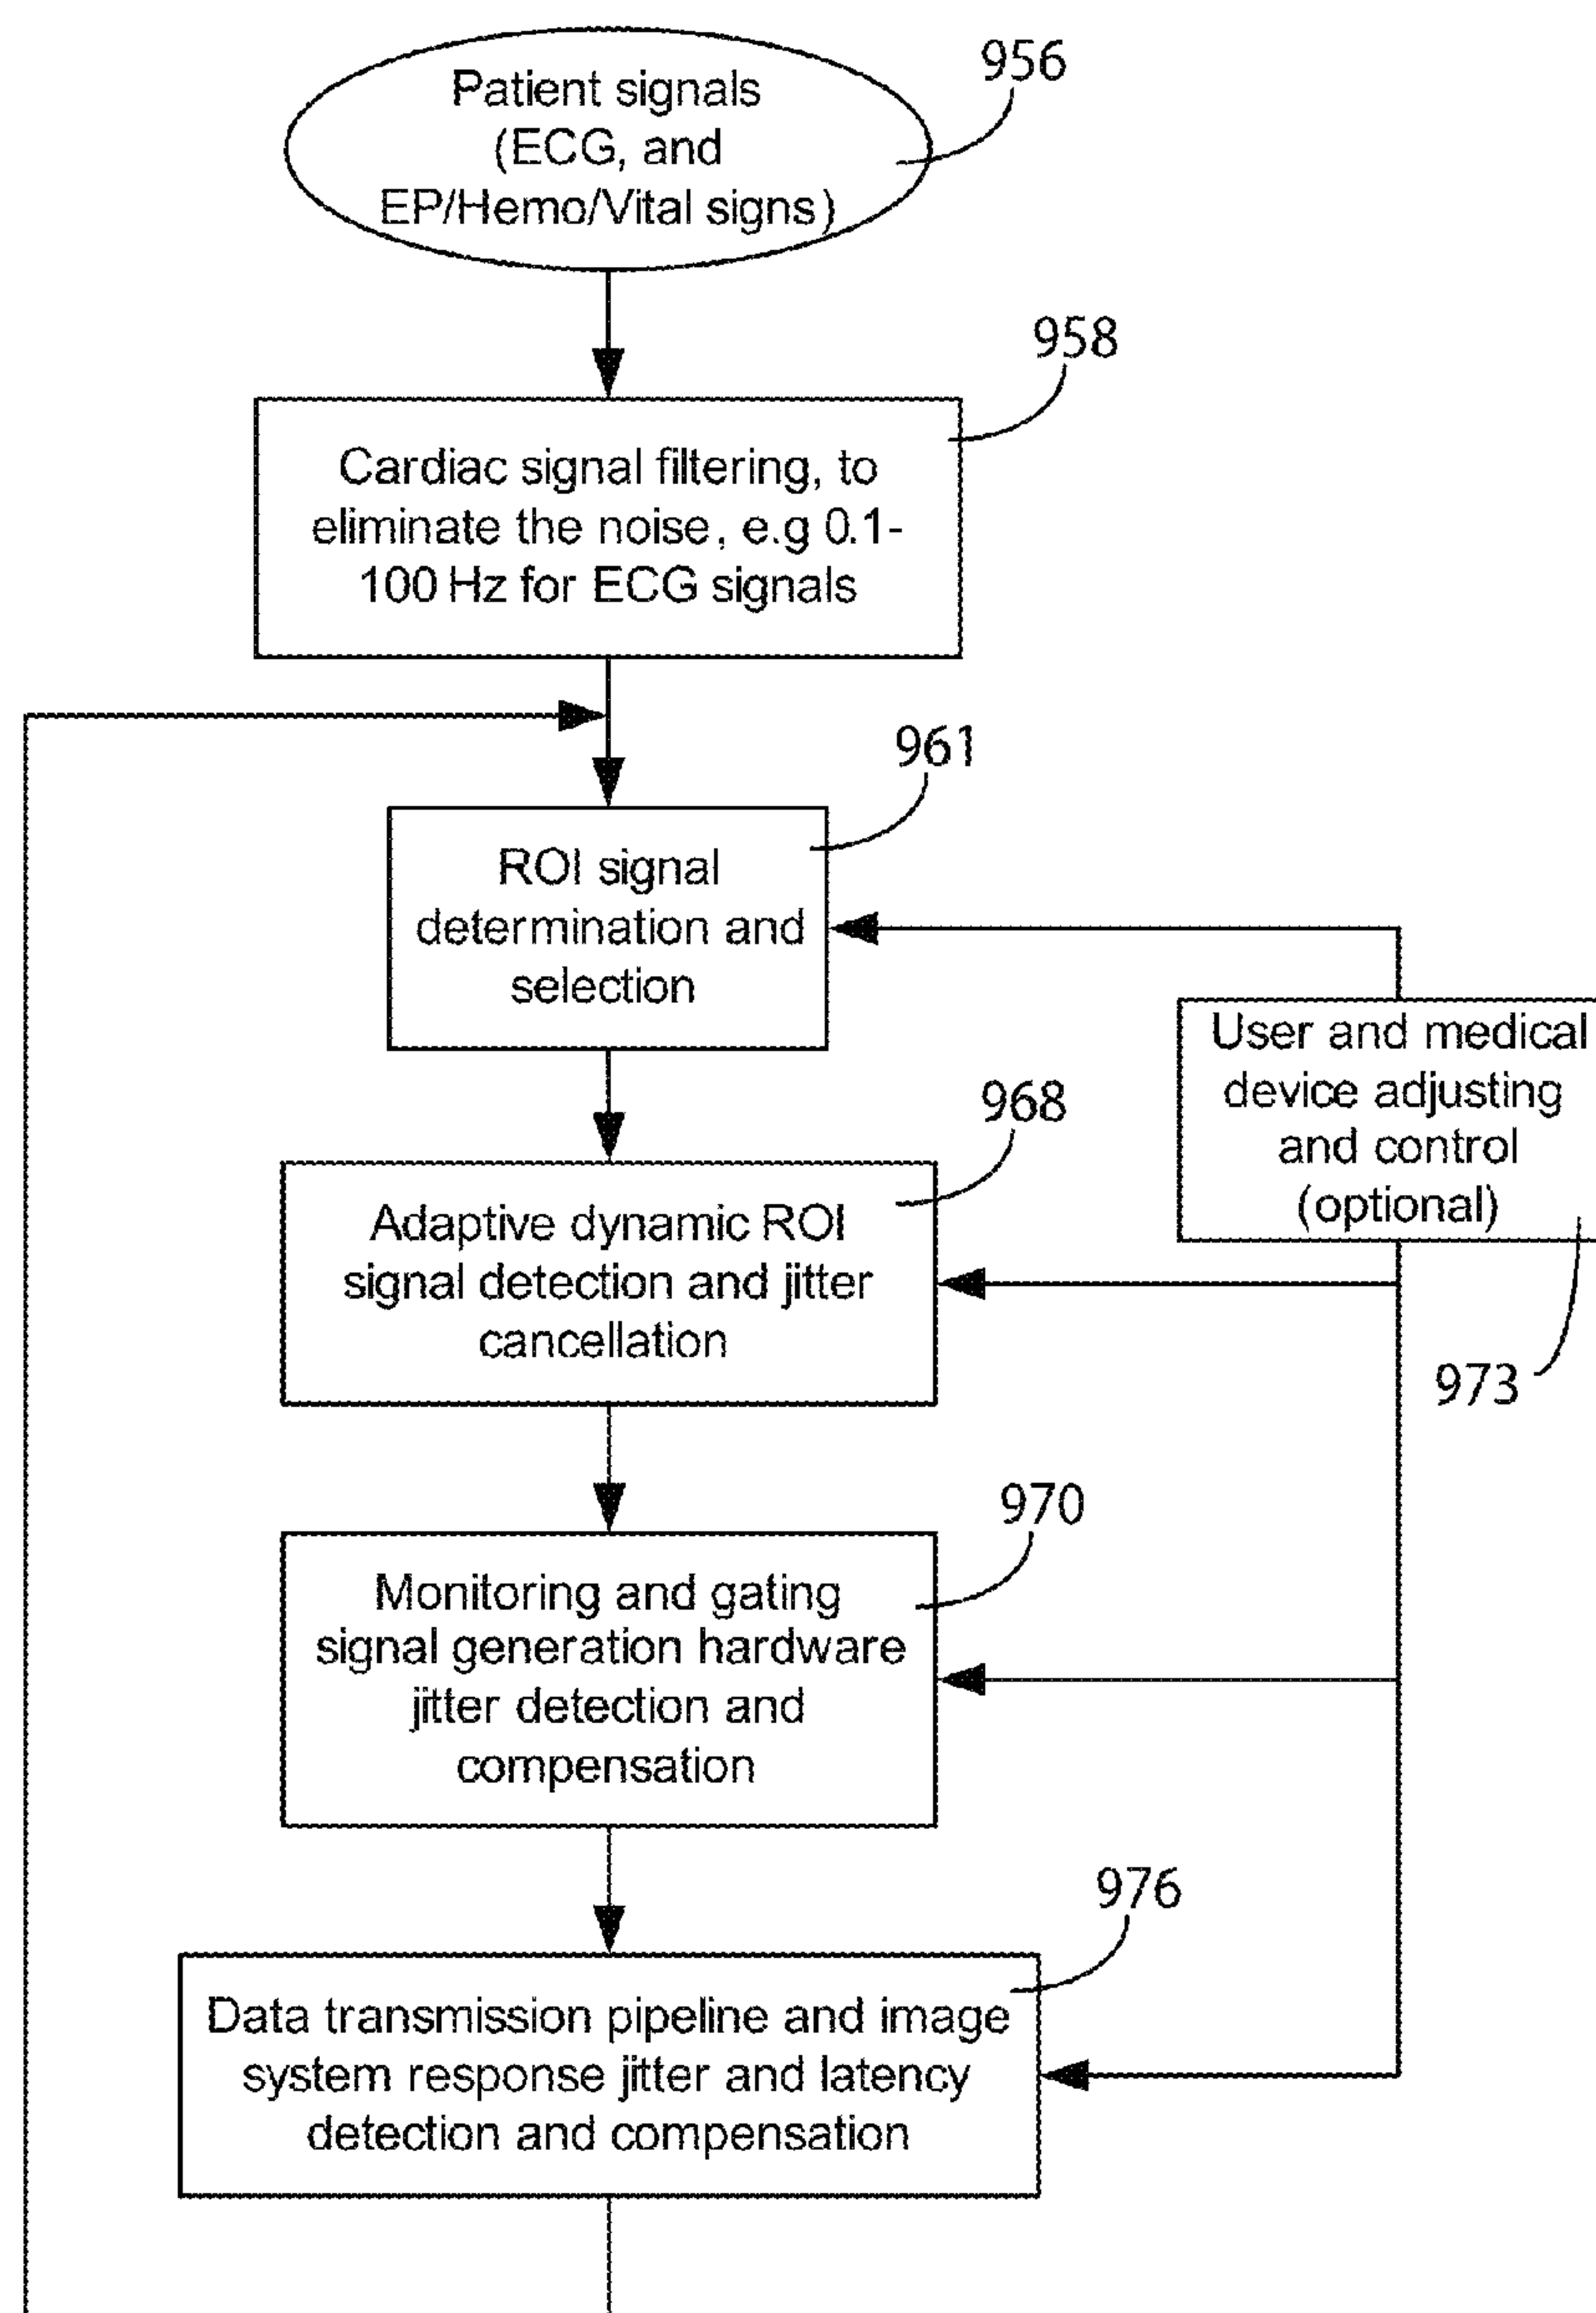 956
Patient signals
(ECG, and
EP/Hemo/Vital signs)
958
Cardiac signal filtering, to
eliminate the noise, e.g 0.1-
100 Hz for ECG signals
961
ROI signal
determination and
selection
User and medical
device adjusting
and control
(optional)
973
968
Adaptive dynamic ROI
signal detection and jitter
cancellation
970
Monitoring and gating
signal generation hardware
jitter detection and
compensation
976
Data transmission pipeline and image
system response jitter and latency
detection and compensation